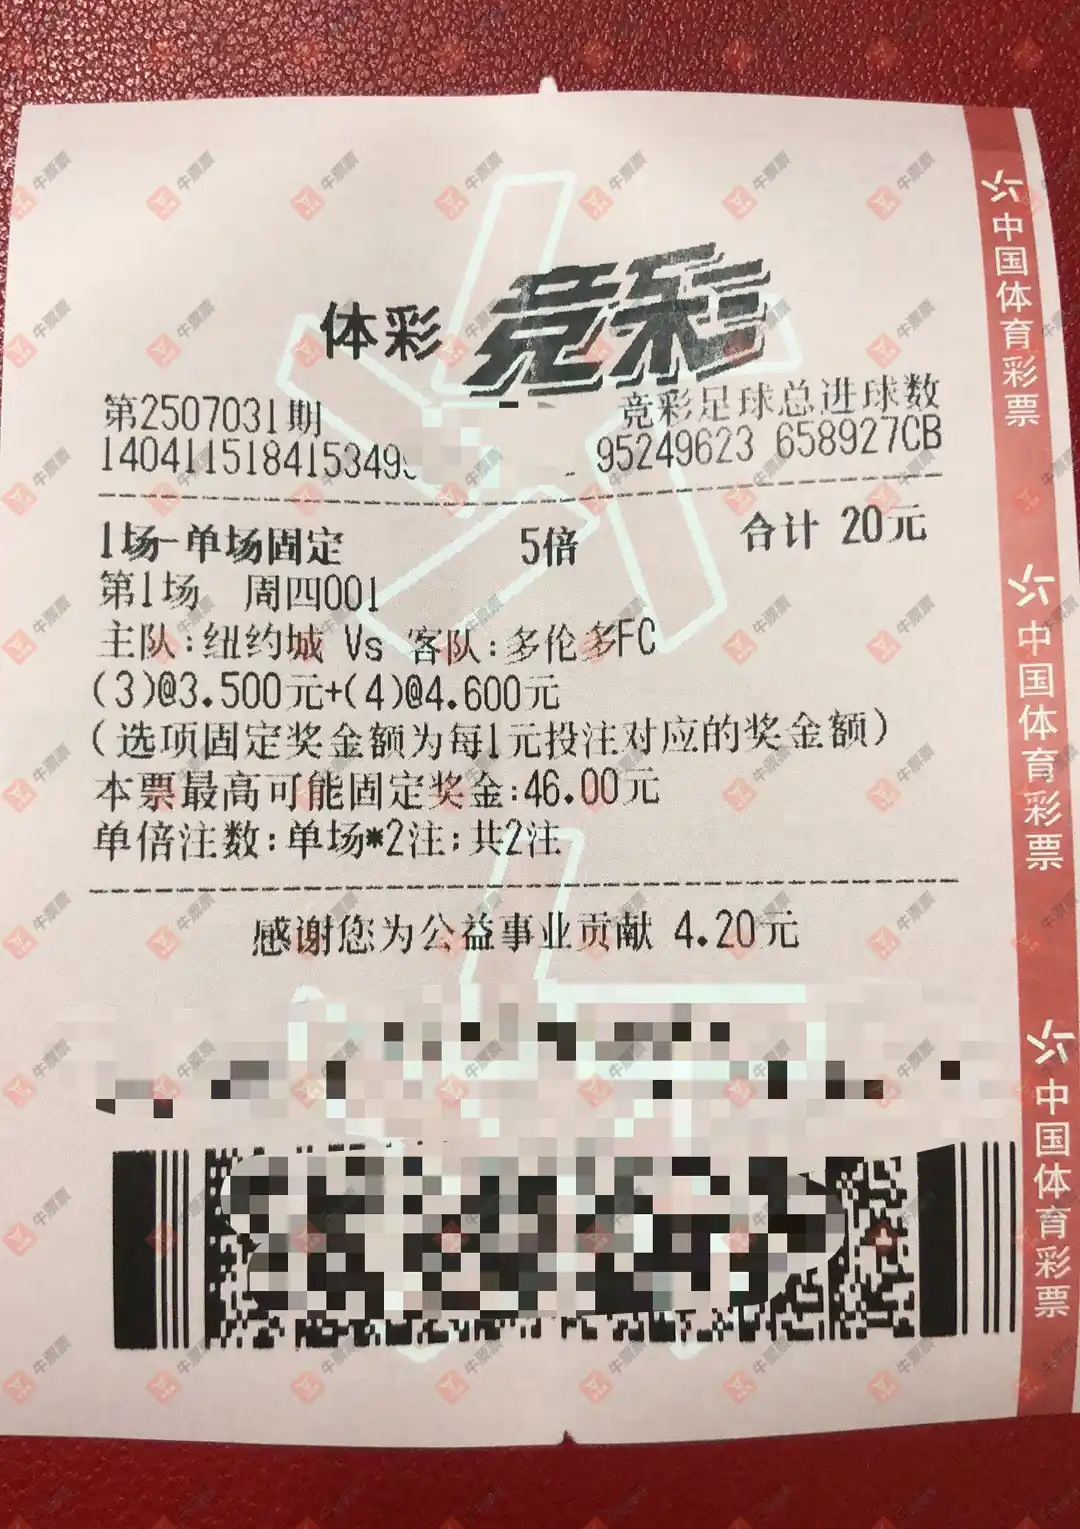 体彩 竞彩
第2507031期 竞彩足球总进球数
140411518415349 95249623 658927CB
1场-单场固定 5倍 合计 20元
第1场 周四001
主队:纽约城 Vs 客队:多伦多FC
(3)@3.500元+(4)@4.600元
(选项固定奖金额为每1元投注对应的奖金额)
本票最高可能固定奖金:46.00元
单倍注数:单场*2注;共2注
感谢您为公益事业贡献 4.20元
中国体育彩票
中国体育彩票
中国体育彩票
牛票票